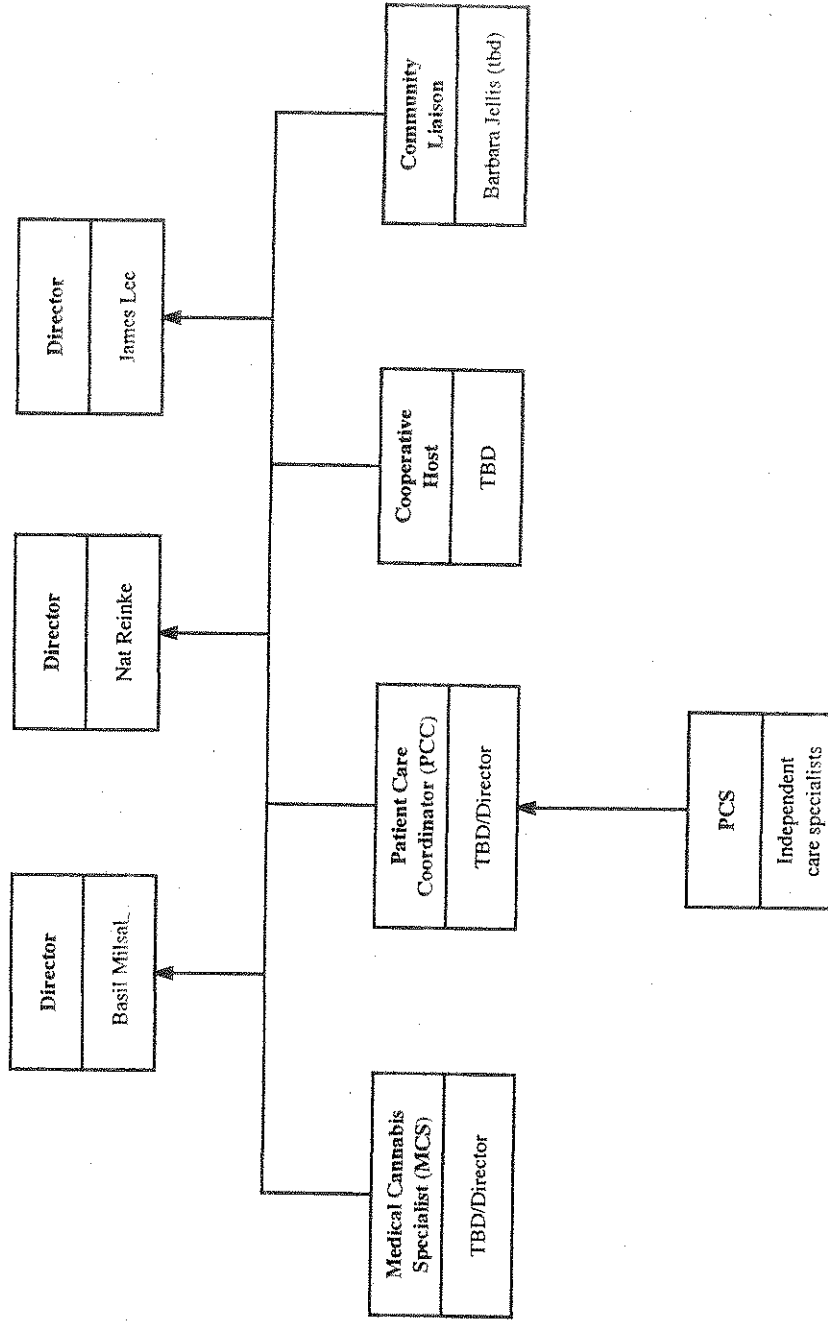 Director
Basil Milsat
Director
Nat Reinke
Director
James Lee
Medical Cannabis
Specialist (MCS)
TBD/Director
Patient Care
Coordinator (PCC)
TBD/Director
Cooperative
Host
TBD
Community
Liaison
Barbara Jellis (tbd)
PCS
Independent
care specialists